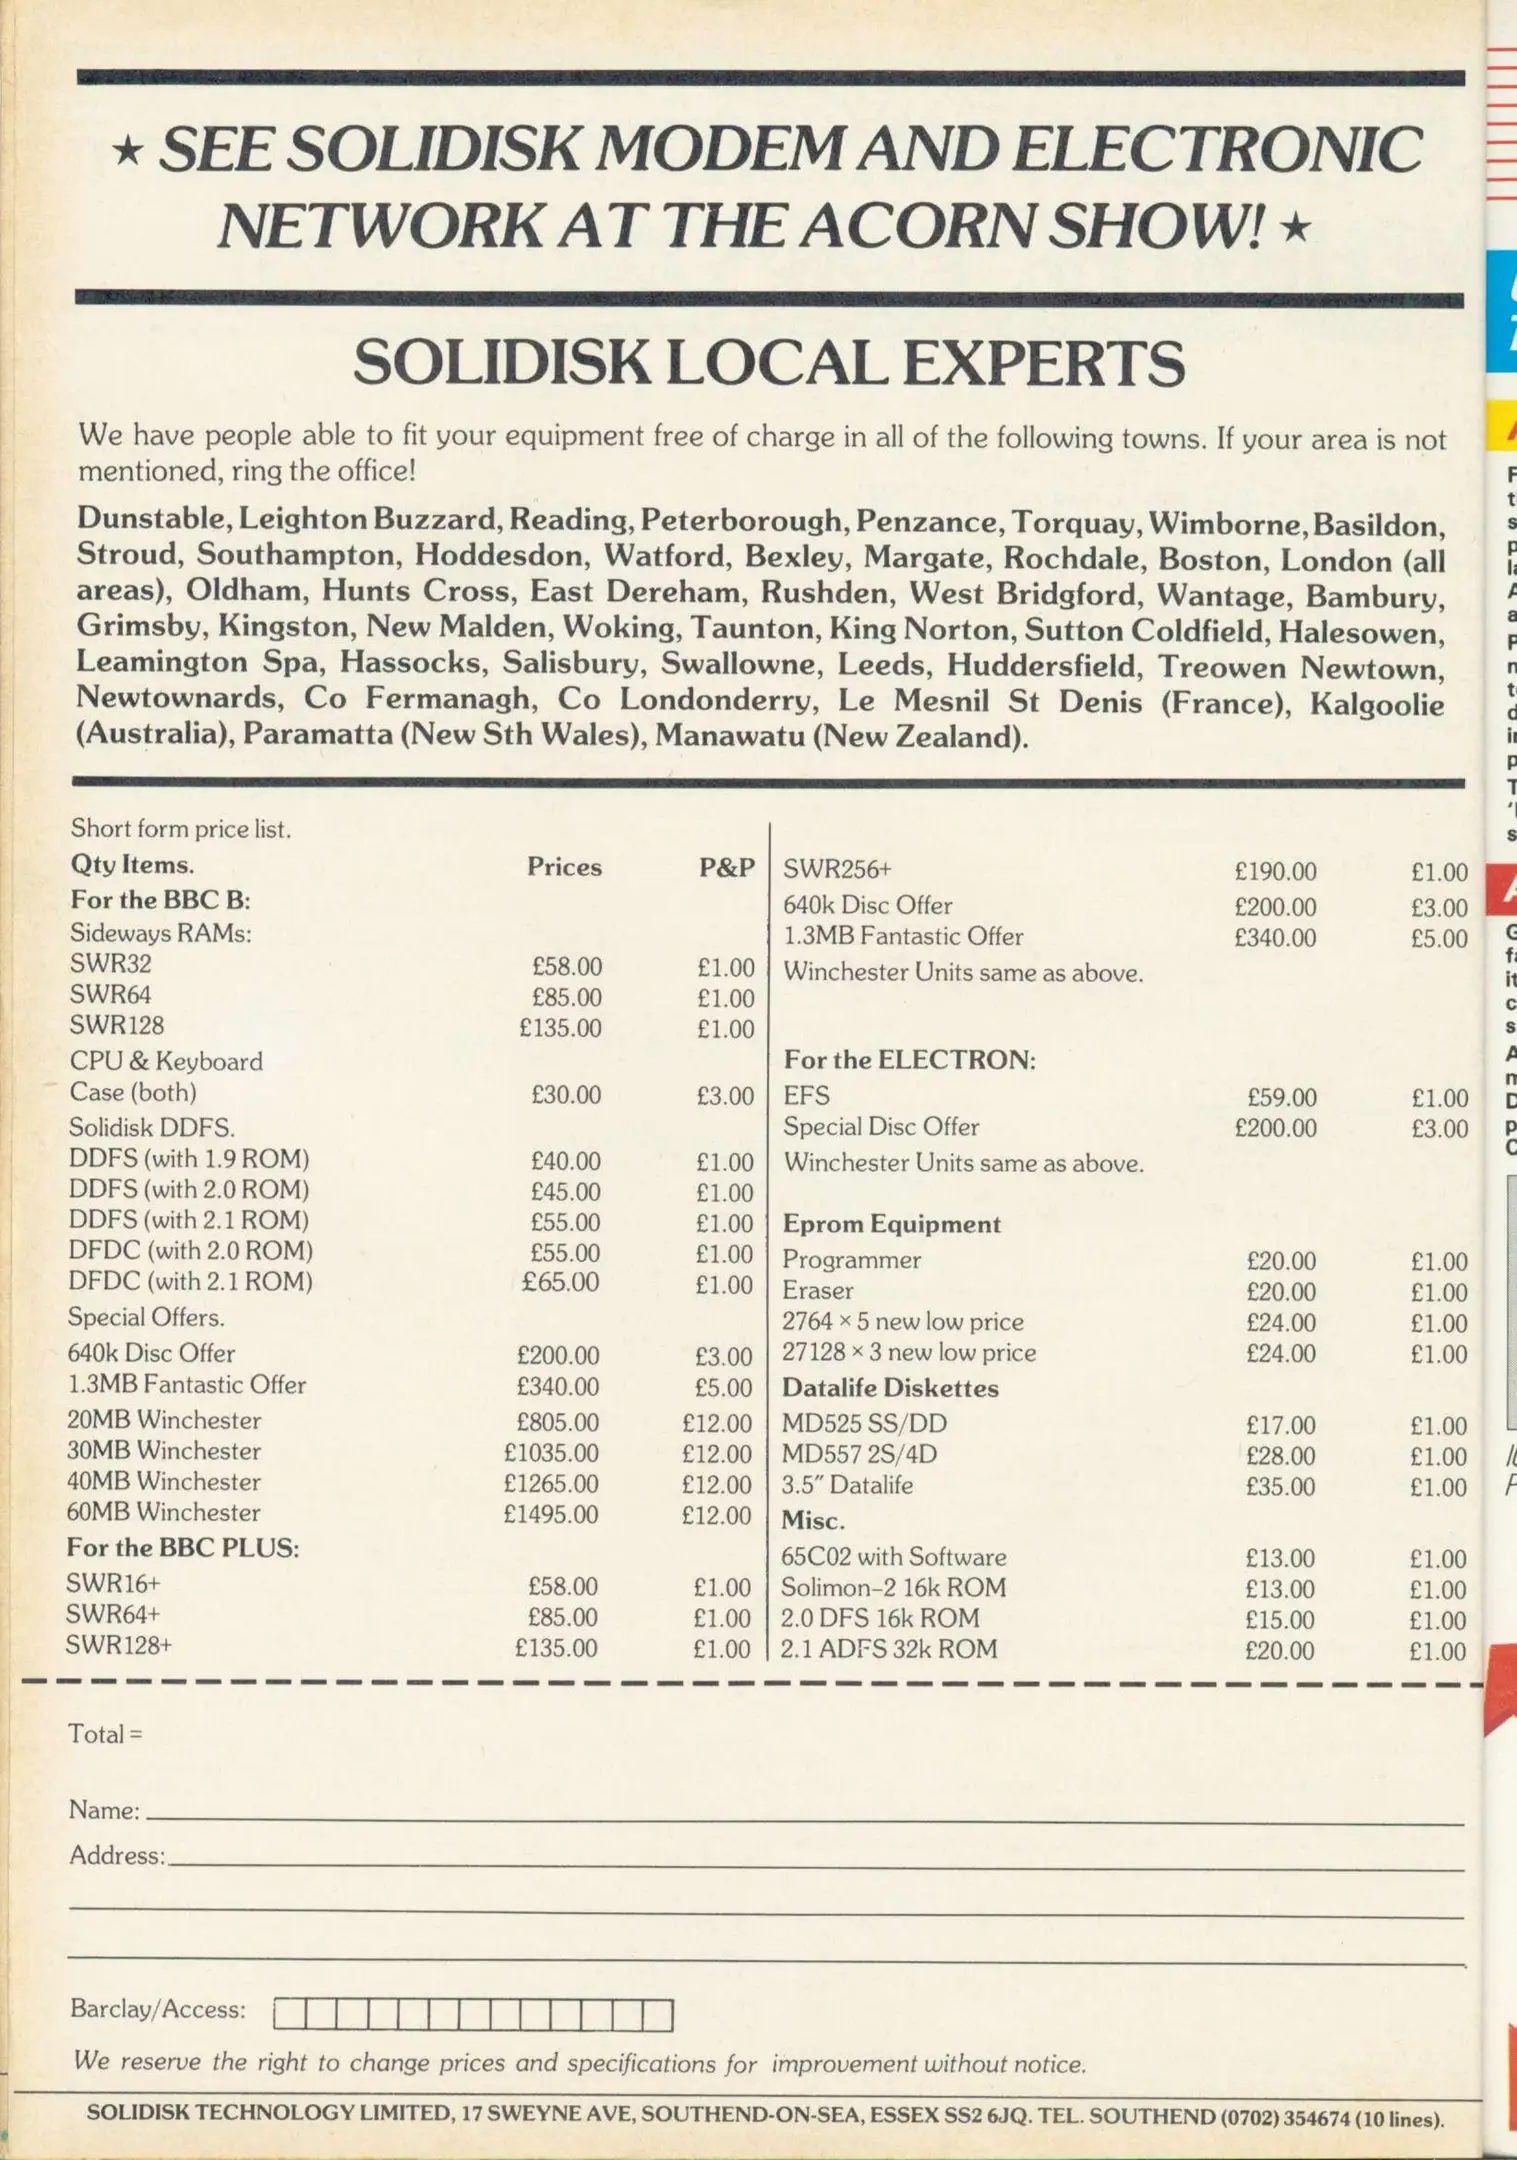 ★ SEE SOLIDISK MODEM AND ELECTRONIC
NETWORK AT THE ACORN SHOW! ★
SOLIDISK LOCAL EXPERTS
We have people able to fit your equipment free of charge in all of the following towns. If your area is not
mentioned, ring the office!
Dunstable, Leighton Buzzard, Reading, Peterborough, Penzance, Torquay, Wimborne, Basildon,
Stroud, Southampton, Hoddesdon, Watford, Bexley, Margate, Rochdale, Boston, London (all
areas), Oldham, Hunts Cross, East Dereham, Rushden, West Bridgford, Wantage, Bambury,
Grimsby, Kingston, New Malden, Woking, Taunton, King Norton, Sutton Coldfield, Halesowen,
Leamington Spa, Hassocks, Salisbury, Swallowne, Leeds, Huddersfield, Treowen Newtown,
Newtownards, Co Fermanagh, Co Londonderry, Le Mesnil St Denis (France), Kalgoolie
(Australia), Paramatta (New Sth Wales), Manawatu (New Zealand).
Short form price list.
Qty Items. Prices P&P
For the BBC B:
Sideways RAMs:
SWR32 £58.00 £1.00
SWR64 £85.00 £1.00
SWR128 £135.00 £1.00
CPU & Keyboard
Case (both) £30.00 £3.00
Solidisk DDFS.
DDFS (with 1.9 ROM) £40.00 £1.00
DDFS (with 2.0 ROM) £45.00 £1.00
DDFS (with 2.1 ROM) £55.00 £1.00
DFDC (with 2.0 ROM) £55.00 £1.00
DFDC (with 2.1 ROM) £65.00 £1.00
Special Offers.
640k Disc Offer £200.00 £3.00
1.3MB Fantastic Offer £340.00 £5.00
20MB Winchester £805.00 £12.00
30MB Winchester £1035.00 £12.00
40MB Winchester £1265.00 £12.00
60MB Winchester £1495.00 £12.00
For the BBC PLUS:
SWR16+ £58.00 £1.00
SWR64+ £85.00 £1.00
SWR128+ £135.00 £1.00
SWR256+ £190.00 £1.00
640k Disc Offer £200.00 £3.00
1.3MB Fantastic Offer £340.00 £5.00
Winchester Units same as above.
For the ELECTRON:
EFS £59.00 £1.00
Special Disc Offer £200.00 £3.00
Winchester Units same as above.
Eprom Equipment
Programmer £20.00 £1.00
Eraser £20.00 £1.00
2764 × 5 new low price £24.00 £1.00
27128 × 3 new low price £24.00 £1.00
Datalife Diskettes
MD525 SS/DD £17.00 £1.00
MD557 2S/4D £28.00 £1.00
3.5" Datalife £35.00 £1.00
Misc.
65C02 with Software £13.00 £1.00
Solimon-2 16k ROM £13.00 £1.00
2.0 DFS 16k ROM £15.00 £1.00
2.1 ADFS 32k ROM £20.00 £1.00
Total =
Name:
Address:
Barclay/Access:
We reserve the right to change prices and specifications for improvement without notice.
SOLIDISK TECHNOLOGY LIMITED, 17 SWEYNE AVE, SOUTHEND-ON-SEA, ESSEX SS2 6JQ. TEL. SOUTHEND (0702) 354674 (10 lines).